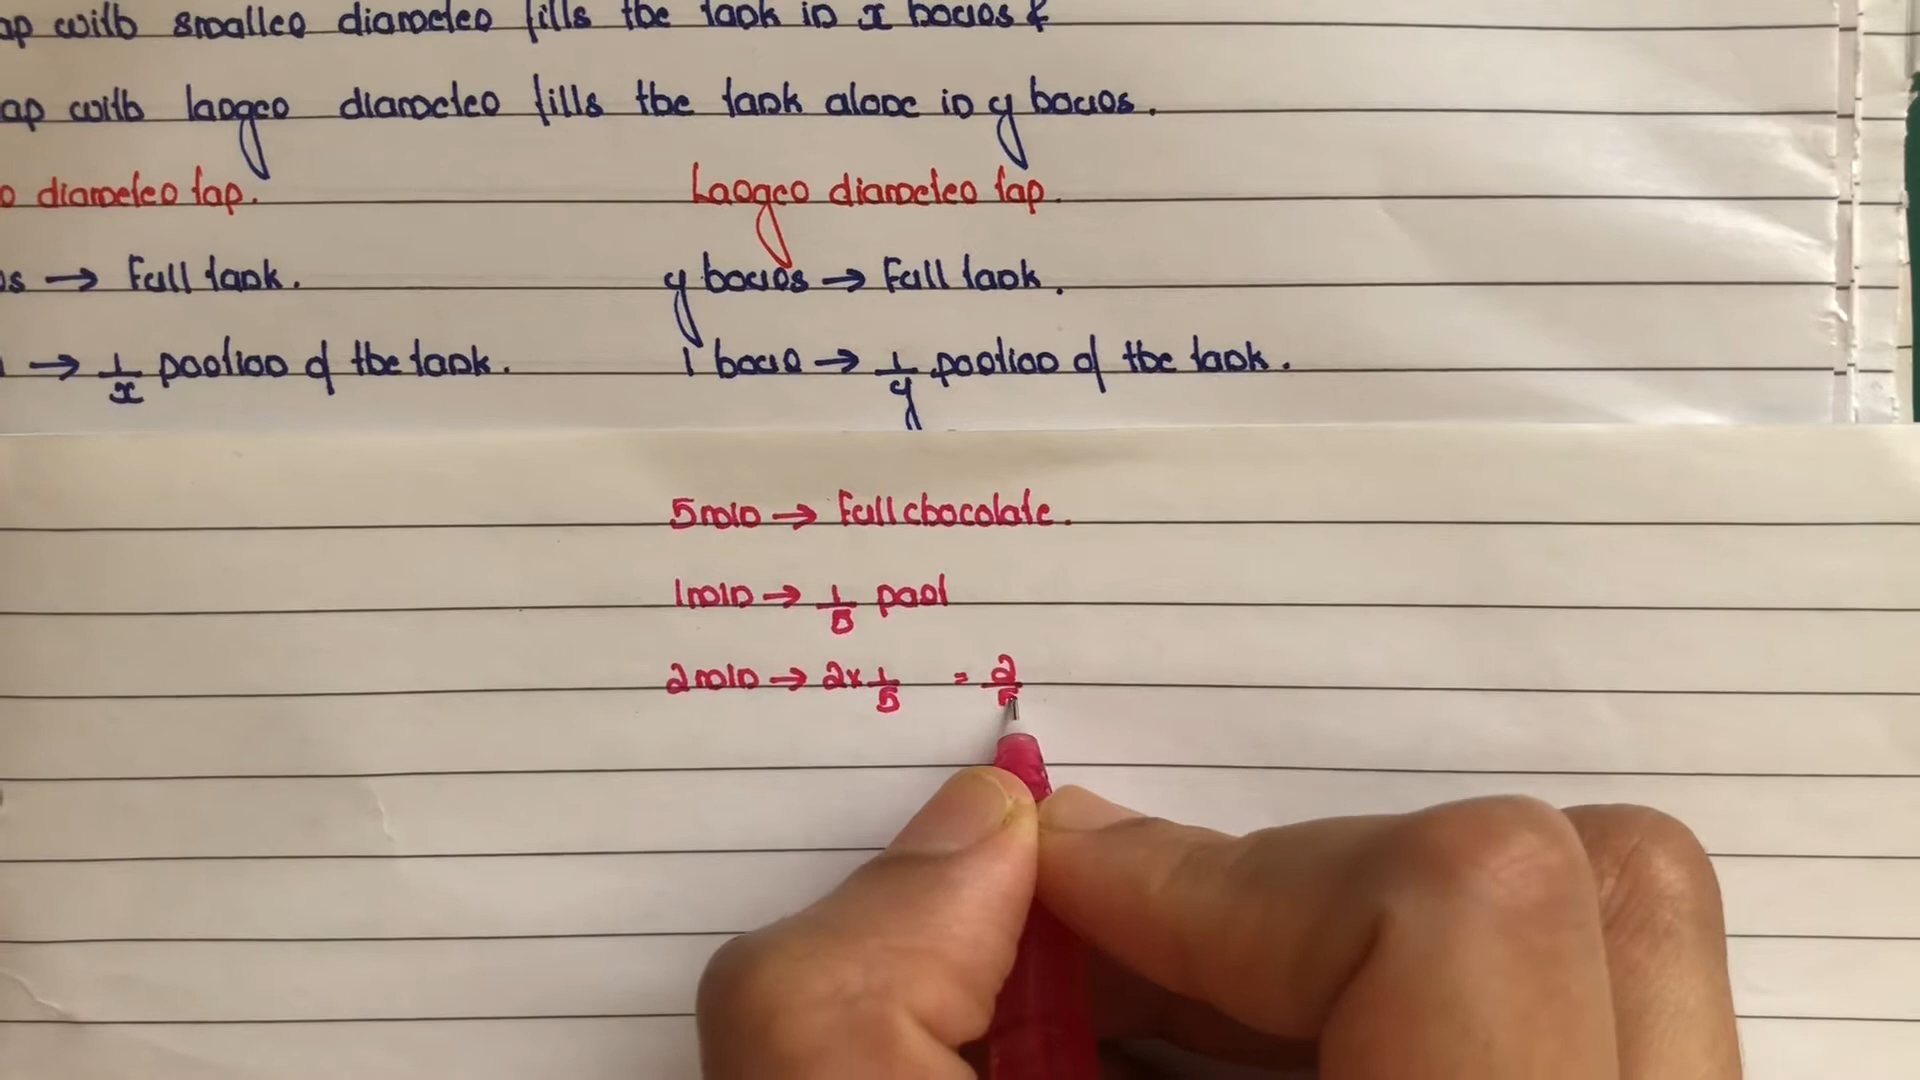 ap with smaller diameter fills the tank in x hours &
ap with larger diameter fills the tank alone in y hours.
r diameter tap. Larger diameter tap.
rs → Full tank. y hours → Full tank.
→ 1/x portion of the tank. 1 hour → 1/y portion of the tank.
5min → Full chocolate.
1min → 1/5 part
2min → 2x1/5 = 2/5